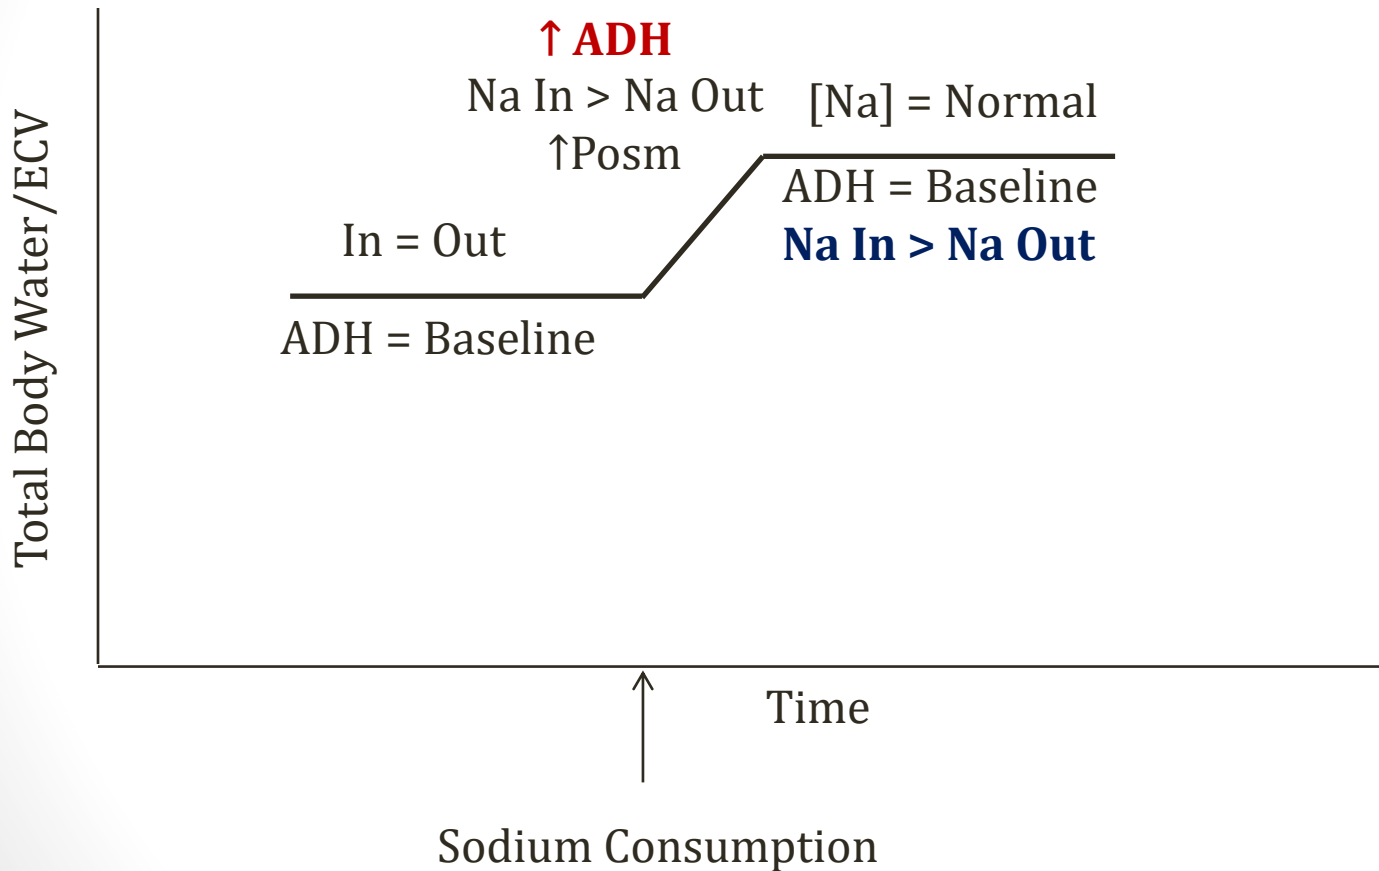 ↑ ADH
Na In > Na Out
↑Posm
[Na] = Normal
ADH = Baseline
Na In > Na Out
In = Out
ADH = Baseline
Total Body Water/ECV
Time
Sodium Consumption